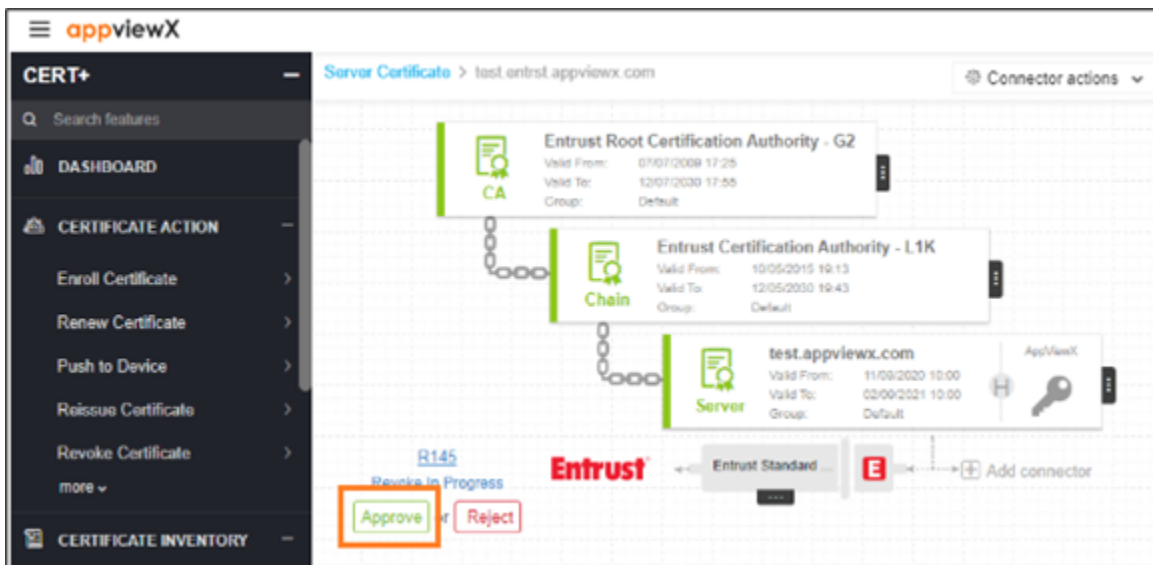 appviewX
CERT+
Server Certificate > test.entrst.appviewx.com
Connector actions
Search features
DASHBOARD
CERTIFICATE ACTION
Enroll Certificate
Renew Certificate
Push to Device
Reissue Certificate
Revoke Certificate
more
CERTIFICATE INVENTORY
CA
Entrust Root Certification Authority - G2
Valid From: 07/07/2009 17:25
Valid To: 12/07/2030 17:55
Group: Default
Chain
Entrust Certification Authority - L1K
Valid From: 10/05/2015 19:13
Valid To: 12/05/2030 19:43
Group: Default
Server
test.appviewx.com
Valid From: 11/09/2020 10:00
Valid To: 02/09/2021 10:00
Group: Default
H
AppViewX
R145
Revoke In Progress
Approve or Reject
Entrust
Entrust Standard ...
E
Add connector